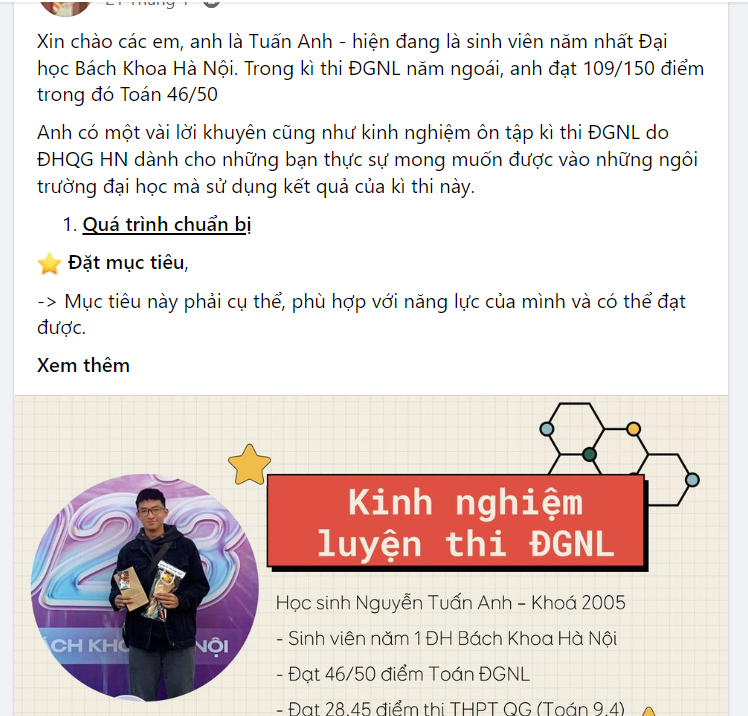 Xin chào các em, anh là Tuấn Anh - hiện đang là sinh viên năm nhất Đại
học Bách Khoa Hà Nội. Trong kì thi ĐGNL năm ngoái, anh đạt 109/150 điểm
trong đó Toán 46/50
Anh có một vài lời khuyên cũng như kinh nghiệm ôn tập kì thi ĐGNL do
ĐHQG HN dành cho những bạn thực sự mong muốn được vào những ngôi
trường đại học mà sử dụng kết quả của kì thi này.
1. Quá trình chuẩn bị
Đặt mục tiêu,
-> Mục tiêu này phải cụ thể, phù hợp với năng lực của mình và có thể đạt
được.
Xem thêm
Kinh nghiệm
luyện thi ĐGNL
Học sinh Nguyễn Tuấn Anh – Khoá 2005
- Sinh viên năm 1 ĐH Bách Khoa Hà Nội
- Đạt 46/50 điểm Toán ĐGNL
- Đạt 28,45 điểm thi THPT QG (Toán 9,4)